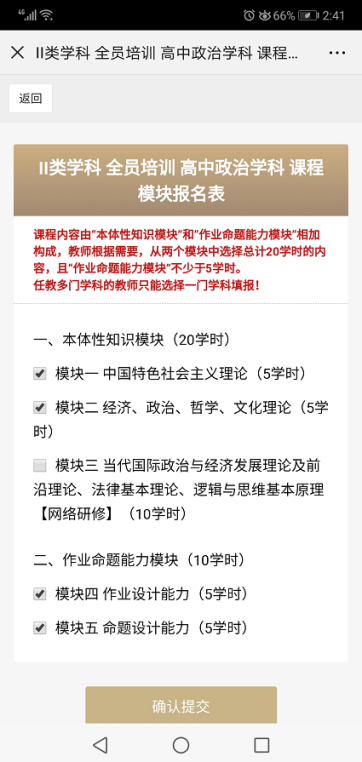 4G 66% 2:41
II类学科 全员培训 高中政治学科 课程...
返回
II类学科 全员培训 高中政治学科 课程
模块报名表
课程内容由“本体性知识模块”和“作业命题能力模块”相加
构成，教师根据需要，从两个模块中选择总计20学时的内
容，且“作业命题能力模块”不少于5学时。
任教多门学科的教师只能选择一门学科填报！
一、本体性知识模块（20学时）
模块一 中国特色社会主义理论（5学时）
模块二 经济、政治、哲学、文化理论（5学
时）
模块三 当代国际政治与经济发展理论及前
沿理论、法律基本理论、逻辑与思维基本原理
【网络研修】（10学时）
二、作业命题能力模块（10学时）
模块四 作业设计能力（5学时）
模块五 命题设计能力（5学时）
确认提交